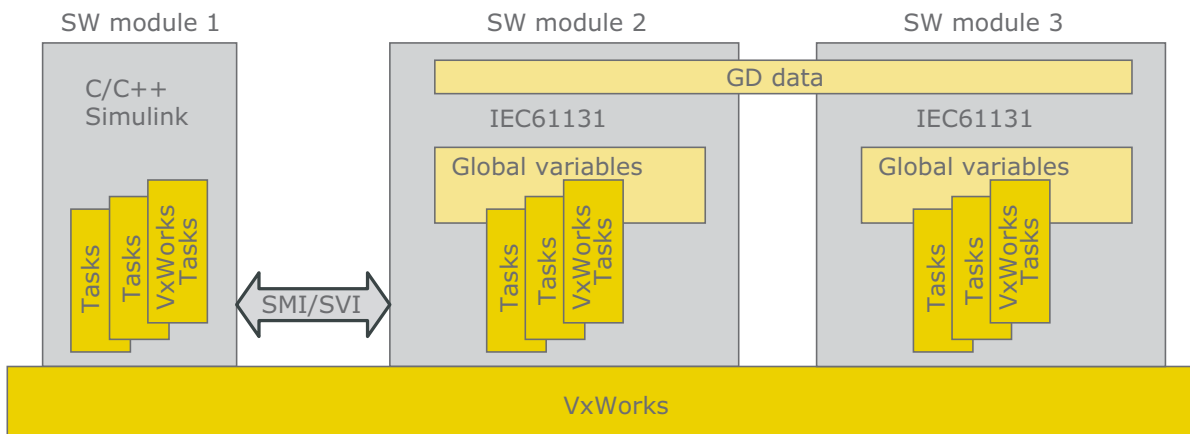 SW module 1
SW module 2
SW module 3
C/C++
Simulink
GD data
IEC61131
IEC61131
Global variables
Global variables
Tasks
Tasks
VxWorks
Tasks
Tasks
Tasks
VxWorks
Tasks
Tasks
Tasks
VxWorks
Tasks
SMI/SVI
VxWorks